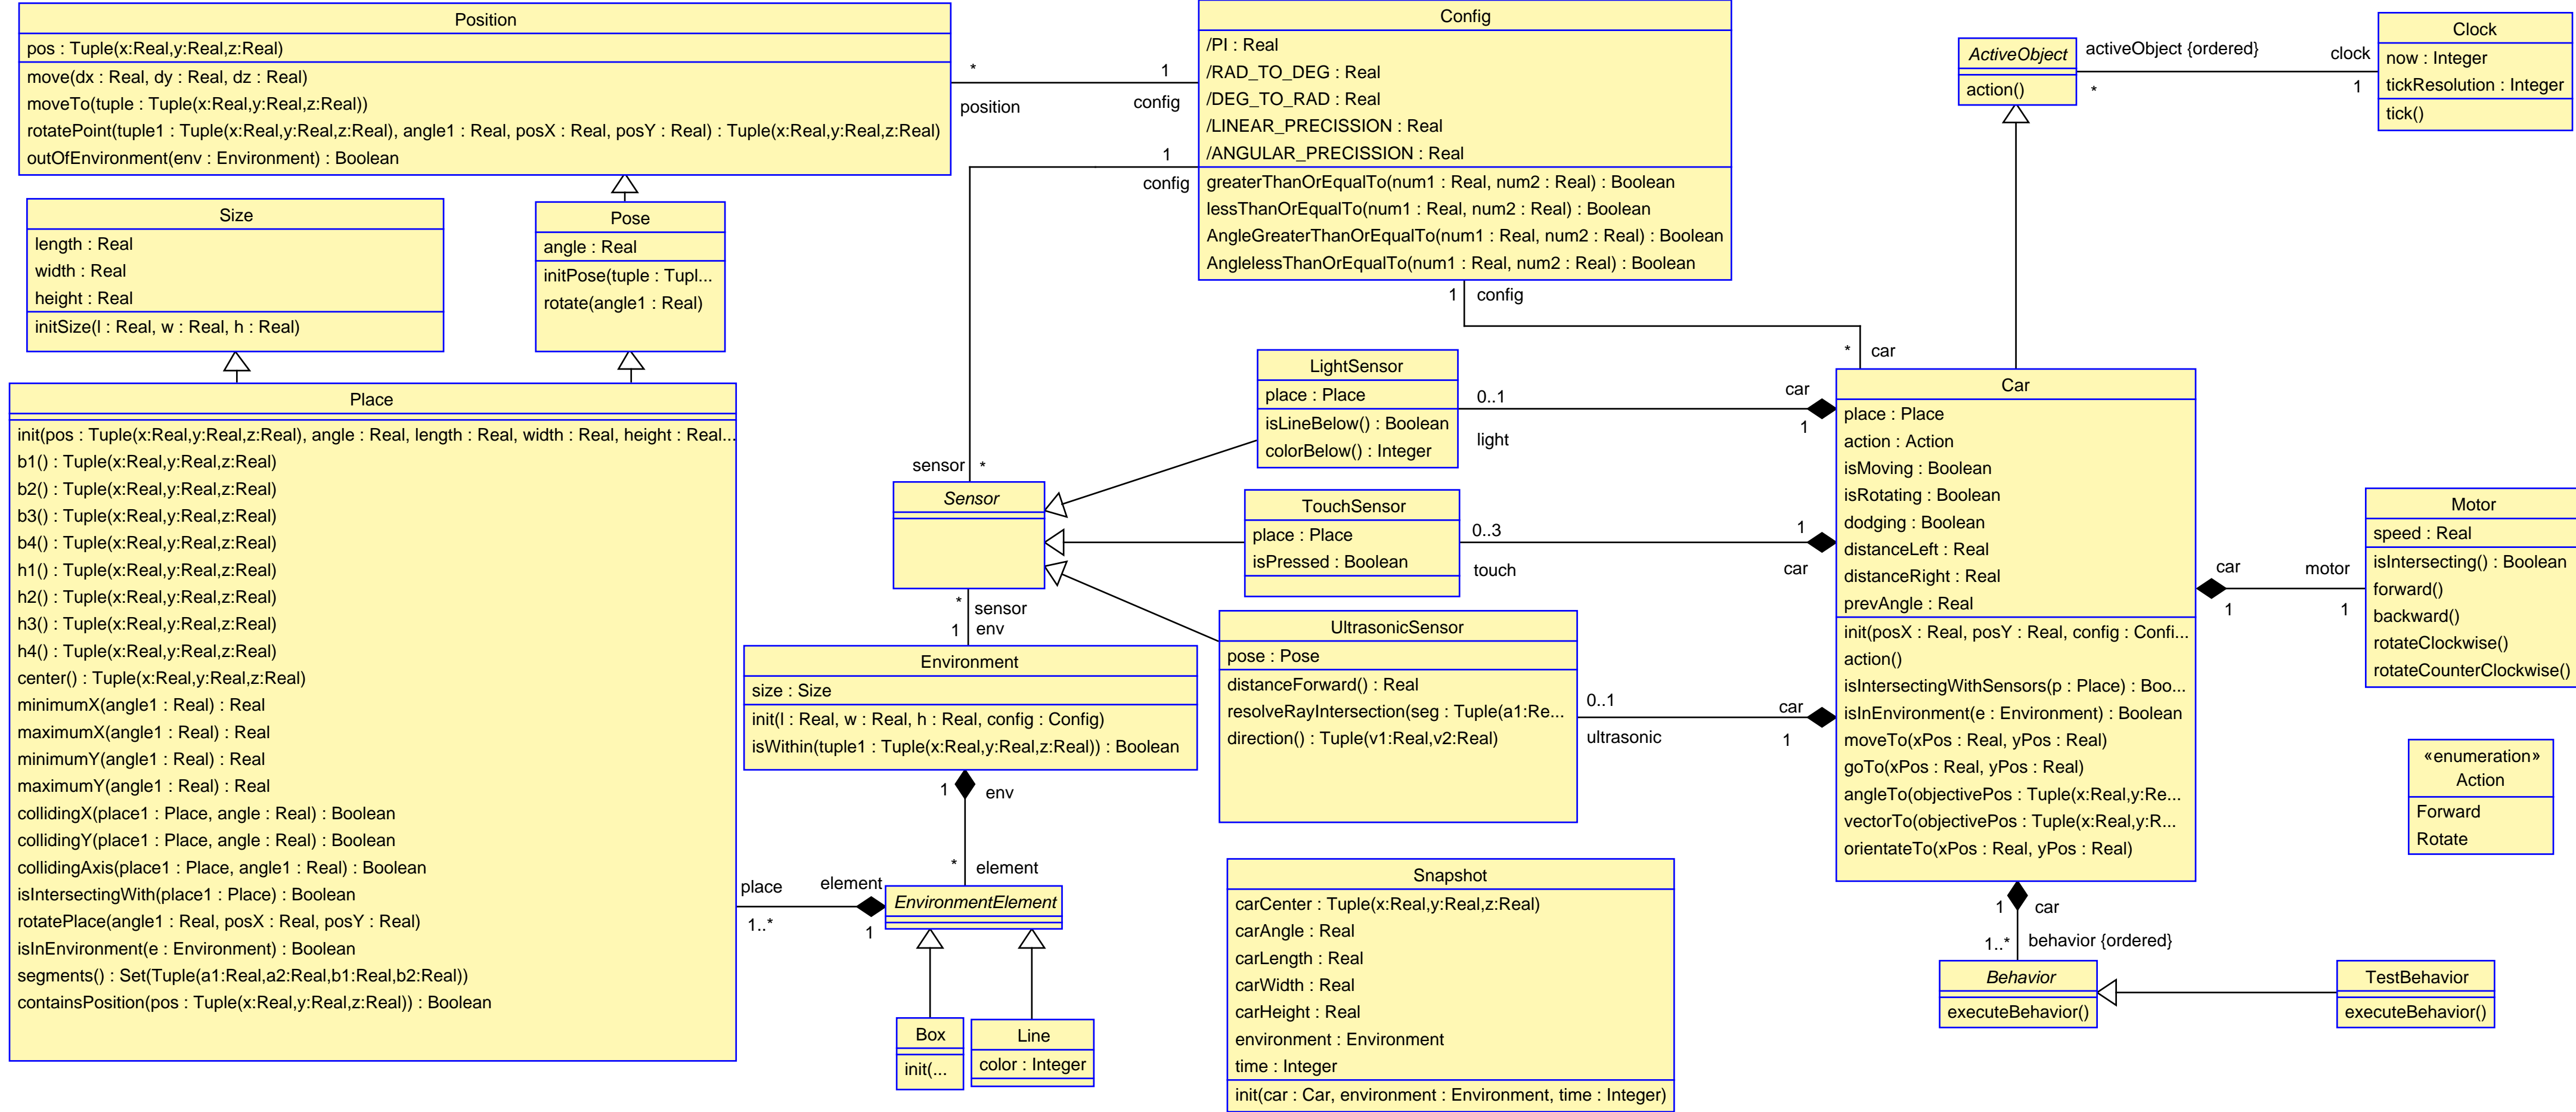 Position
pos : Tuple(x:Real,y:Real,z:Real)
move(dx : Real, dy : Real, dz : Real)
moveTo(tuple : Tuple(x:Real,y:Real,z:Real))
rotatePoint(tuple1 : Tuple(x:Real,y:Real,z:Real), angle1 : Real, posX : Real, posY : Real) : Tuple(x:Real,y:Real,z:Real)
outOfEnvironment(env : Environment) : Boolean
*
position
1
config
1
config
Config
/PI : Real
/RAD_TO_DEG : Real
/DEG_TO_RAD : Real
/LINEAR_PRECISSION : Real
/ANGULAR_PRECISSION : Real
greaterThanOrEqualTo(num1 : Real, num2 : Real) : Boolean
lessThanOrEqualTo(num1 : Real, num2 : Real) : Boolean
AngleGreaterThanOrEqualTo(num1 : Real, num2 : Real) : Boolean
AnglelessThanOrEqualTo(num1 : Real, num2 : Real) : Boolean
1 config
ActiveObject
action()
activeObject {ordered}
*
clock
1
Clock
now : Integer
tickResolution : Integer
tick()
Size
length : Real
width : Real
height : Real
initSize(l : Real, w : Real, h : Real)
Pose
angle : Real
initPose(tuple : Tupl...
rotate(angle1 : Real)
Place
init(pos : Tuple(x:Real,y:Real,z:Real), angle : Real, length : Real, width : Real, height : Real...
b1() : Tuple(x:Real,y:Real,z:Real)
b2() : Tuple(x:Real,y:Real,z:Real)
b3() : Tuple(x:Real,y:Real,z:Real)
b4() : Tuple(x:Real,y:Real,z:Real)
h1() : Tuple(x:Real,y:Real,z:Real)
h2() : Tuple(x:Real,y:Real,z:Real)
h3() : Tuple(x:Real,y:Real,z:Real)
h4() : Tuple(x:Real,y:Real,z:Real)
center() : Tuple(x:Real,y:Real,z:Real)
minimumX(angle1 : Real) : Real
maximumX(angle1 : Real) : Real
minimumY(angle1 : Real) : Real
maximumY(angle1 : Real) : Real
collidingX(place1 : Place, angle : Real) : Boolean
collidingY(place1 : Place, angle : Real) : Boolean
collidingAxis(place1 : Place, angle1 : Real) : Boolean
isIntersectingWith(place1 : Place) : Boolean
rotatePlace(angle1 : Real, posX : Real, posY : Real)
isInEnvironment(e : Environment) : Boolean
segments() : Set(Tuple(a1:Real,a2:Real,b1:Real,b2:Real))
containsPosition(pos : Tuple(x:Real,y:Real,z:Real)) : Boolean
sensor *
Sensor
* sensor
1 env
Environment
size : Size
init(l : Real, w : Real, h : Real, config : Config)
isWithin(tuple1 : Tuple(x:Real,y:Real,z:Real)) : Boolean
1 env
* element
place
1..*
element
1
EnvironmentElement
Box
init(...
Line
color : Integer
LightSensor
place : Place
isLineBelow() : Boolean
colorBelow() : Integer
0..1
light
car
1
TouchSensor
place : Place
isPressed : Boolean
0..3
touch
1
car
UltrasonicSensor
pose : Pose
distanceForward() : Real
resolveRayIntersection(seg : Tuple(a1:Re...
direction() : Tuple(v1:Real,v2:Real)
0..1
ultrasonic
car
1
Snapshot
carCenter : Tuple(x:Real,y:Real,z:Real)
carAngle : Real
carLength : Real
carWidth : Real
carHeight : Real
environment : Environment
time : Integer
init(car : Car, environment : Environment, time : Integer)
* car
Car
place : Place
action : Action
isMoving : Boolean
isRotating : Boolean
dodging : Boolean
distanceLeft : Real
distanceRight : Real
prevAngle : Real
init(posX : Real, posY : Real, config : Confi...
action()
isIntersectingWithSensors(p : Place) : Boo...
isInEnvironment(e : Environment) : Boolean
moveTo(xPos : Real, yPos : Real)
goTo(xPos : Real, yPos : Real)
angleTo(objectivePos : Tuple(x:Real,y:Re...
vectorTo(objectivePos : Tuple(x:Real,y:R...
orientateTo(xPos : Real, yPos : Real)
car
1
motor
1
Motor
speed : Real
isIntersecting() : Boolean
forward()
backward()
rotateClockwise()
rotateCounterClockwise()
«enumeration»
Action
Forward
Rotate
1 car
1..* behavior {ordered}
Behavior
executeBehavior()
TestBehavior
executeBehavior()